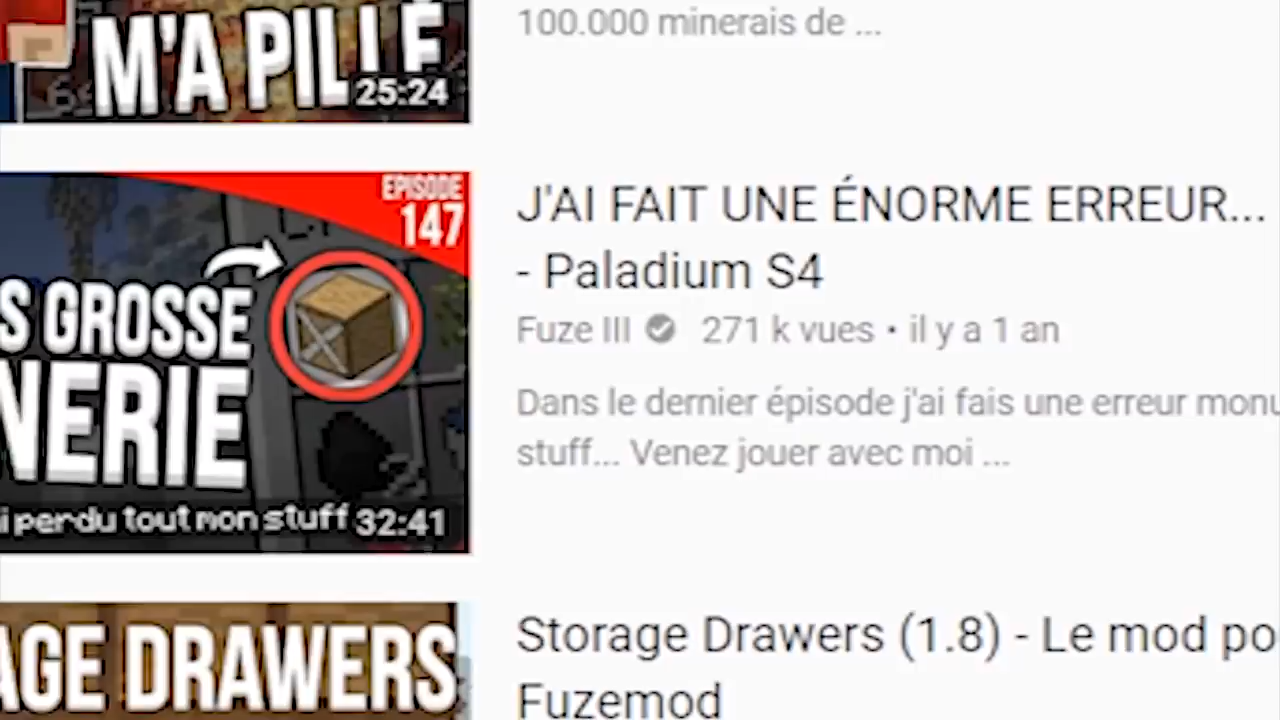 100.000 minerais de ...
M'A PILLÉ
25:24
EPISODE
147
S GROSSE
NERIE
i perdu tout mon stuff
32:41
J'AI FAIT UNE ÉNORME ERREUR...
- Paladium S4
Fuze III 271 k vues • il y a 1 an
Dans le dernier épisode j'ai fais une erreur monu
stuff... Venez jouer avec moi ...
AGE DRAWERS
Storage Drawers (1.8) - Le mod po
Fuzemod